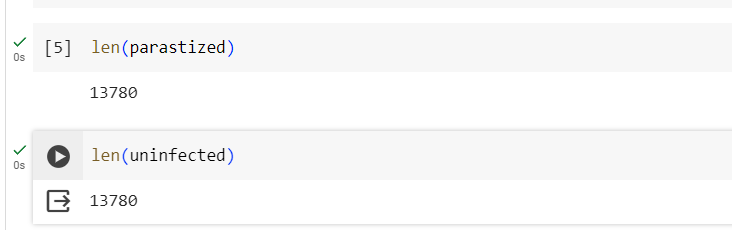 [5] len(parastized)
0s
13780
len(uninfected)
0s
13780